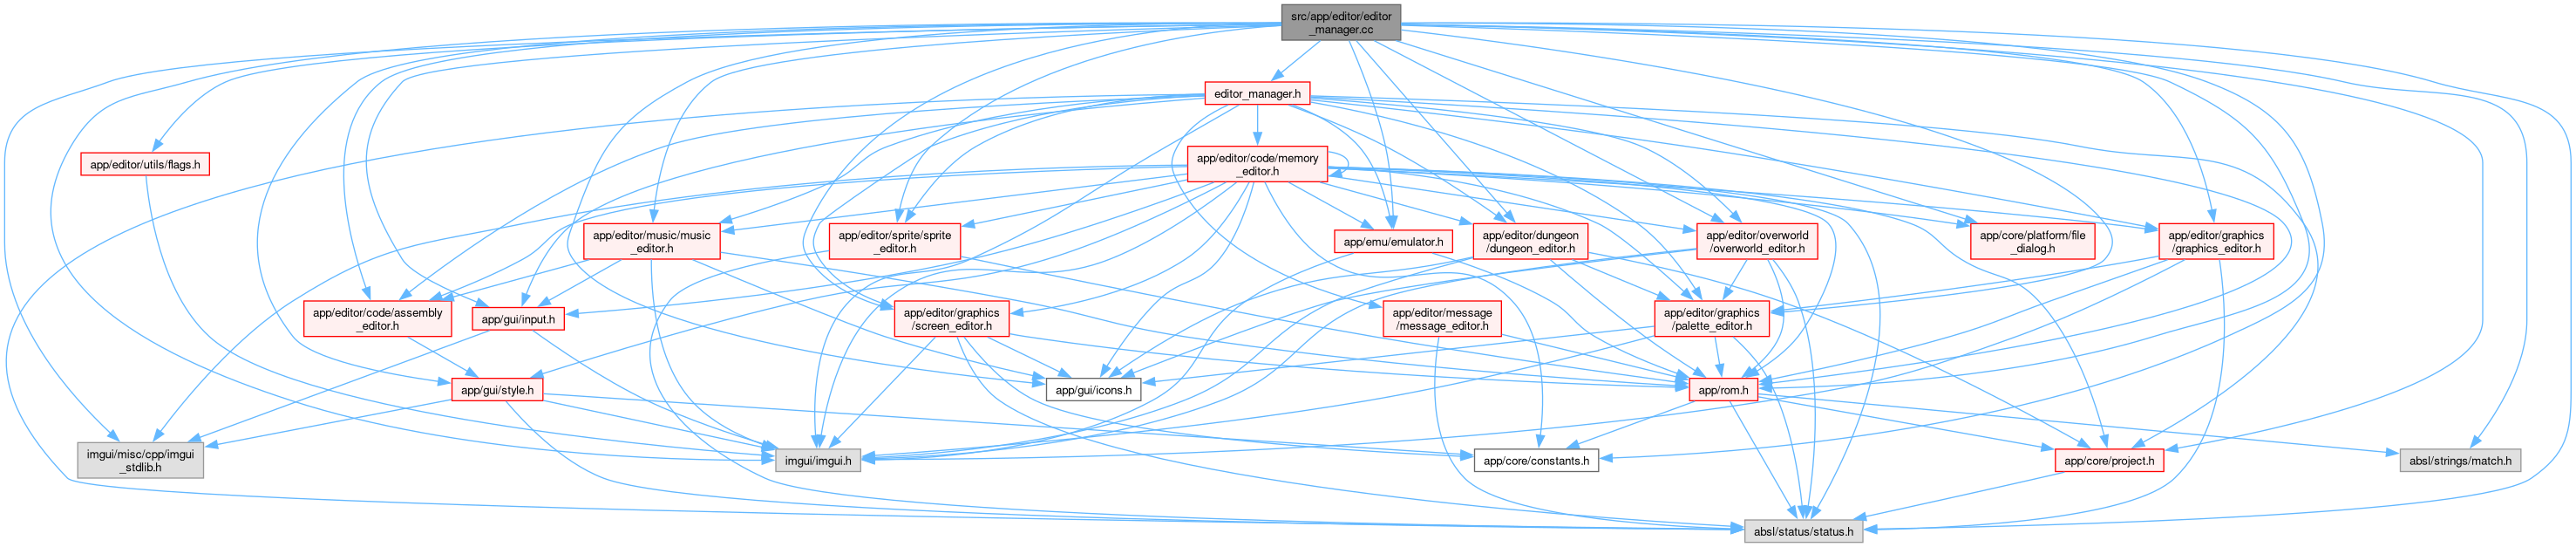 src/app/editor/editor
_manager.cc
editor_manager.h
app/editor/utils/flags.h
app/editor/code/memory
_editor.h
app/editor/music/music
_editor.h
app/editor/sprite/sprite
_editor.h
app/emu/emulator.h
app/editor/dungeon
/dungeon_editor.h
app/editor/overworld
/overworld_editor.h
app/core/platform/file
_dialog.h
app/editor/graphics
/graphics_editor.h
app/editor/code/assembly
_editor.h
app/gui/input.h
app/editor/graphics
/screen_editor.h
app/editor/message
/message_editor.h
app/editor/graphics
/palette_editor.h
app/gui/style.h
app/gui/icons.h
app/rom.h
imgui/misc/cpp/imgui
_stdlib.h
imgui/imgui.h
app/core/constants.h
app/core/project.h
absl/strings/match.h
absl/status/status.h